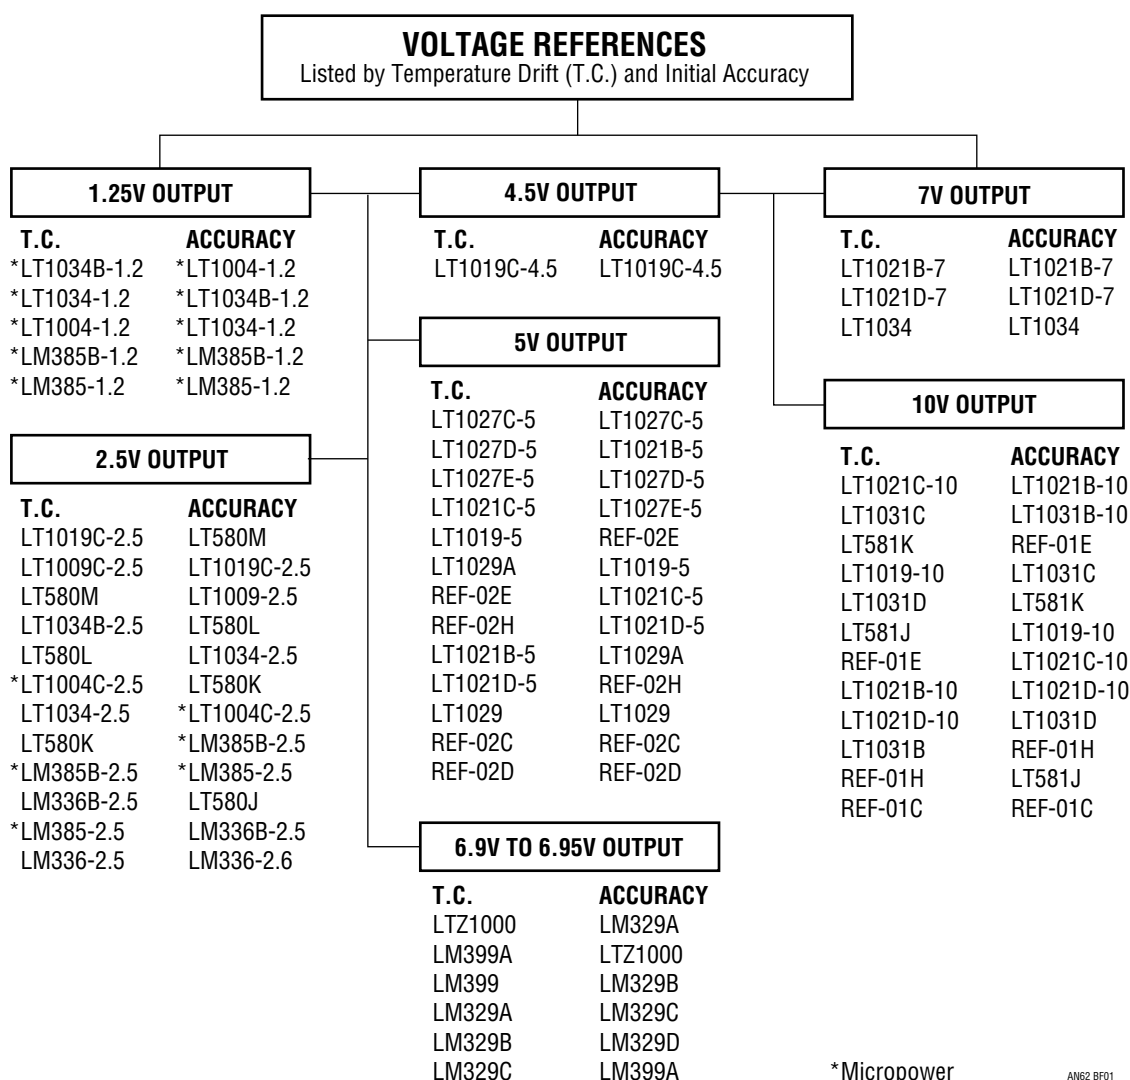 VOLTAGE REFERENCES
Listed by Temperature Drift (T.C.) and Initial Accuracy
1.25V OUTPUT
T.C. ACCURACY
*LT1034B-1.2 *LT1004-1.2
*LT1034-1.2 *LT1034B-1.2
*LT1004-1.2 *LT1034-1.2
*LM385B-1.2 *LM385B-1.2
*LM385-1.2 *LM385-1.2
2.5V OUTPUT
T.C. ACCURACY
LT1019C-2.5 LT580M
LT1009C-2.5 LT1019C-2.5
LT580M LT1009-2.5
LT1034B-2.5 LT580L
LT580L LT1034-2.5
*LT1004C-2.5 LT580K
LT1034-2.5 *LT1004C-2.5
LT580K *LM385B-2.5
*LM385B-2.5 *LM385-2.5
LM336B-2.5 LT580J
*LM385-2.5 LM336B-2.5
LM336-2.5 LM336-2.6
4.5V OUTPUT
T.C. ACCURACY
LT1019C-4.5 LT1019C-4.5
5V OUTPUT
T.C. ACCURACY
LT1027C-5 LT1027C-5
LT1027D-5 LT1021B-5
LT1027E-5 LT1027D-5
LT1021C-5 LT1027E-5
LT1019-5 REF-02E
LT1029A LT1019-5
REF-02E LT1021C-5
REF-02H LT1021D-5
LT1021B-5 LT1029A
LT1021D-5 REF-02H
LT1029 LT1029
REF-02C REF-02C
REF-02D REF-02D
6.9V TO 6.95V OUTPUT
T.C. ACCURACY
LTZ1000 LM329A
LM399A LTZ1000
LM399 LM329B
LM329A LM329C
LM329B LM329D
LM329C LM399A
7V OUTPUT
T.C. ACCURACY
LT1021B-7 LT1021B-7
LT1021D-7 LT1021D-7
LT1034 LT1034
10V OUTPUT
T.C. ACCURACY
LT1021C-10 LT1021B-10
LT1031C LT1031B-10
LT581K REF-01E
LT1019-10 LT1031C
LT1031D LT581K
LT581J LT1019-10
REF-01E LT1021C-10
LT1021B-10 LT1021D-10
LT1021D-10 LT1031D
LT1031B REF-01H
REF-01H LT581J
REF-01C REF-01C
*Micropower
AN62 BF01